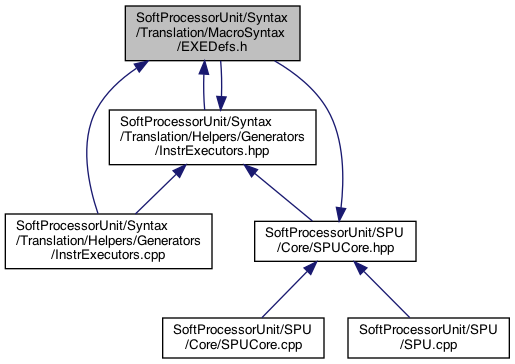 SoftProcessorUnit/Syntax
/Translation/MacroSyntax
/EXEDefs.h
SoftProcessorUnit/Syntax
/Translation/Helpers/Generators
/InstrExecutors.hpp
SoftProcessorUnit/Syntax
/Translation/Helpers/Generators
/InstrExecutors.cpp
SoftProcessorUnit/SPU
/Core/SPUCore.hpp
SoftProcessorUnit/SPU
/Core/SPUCore.cpp
SoftProcessorUnit/SPU
/SPU.cpp